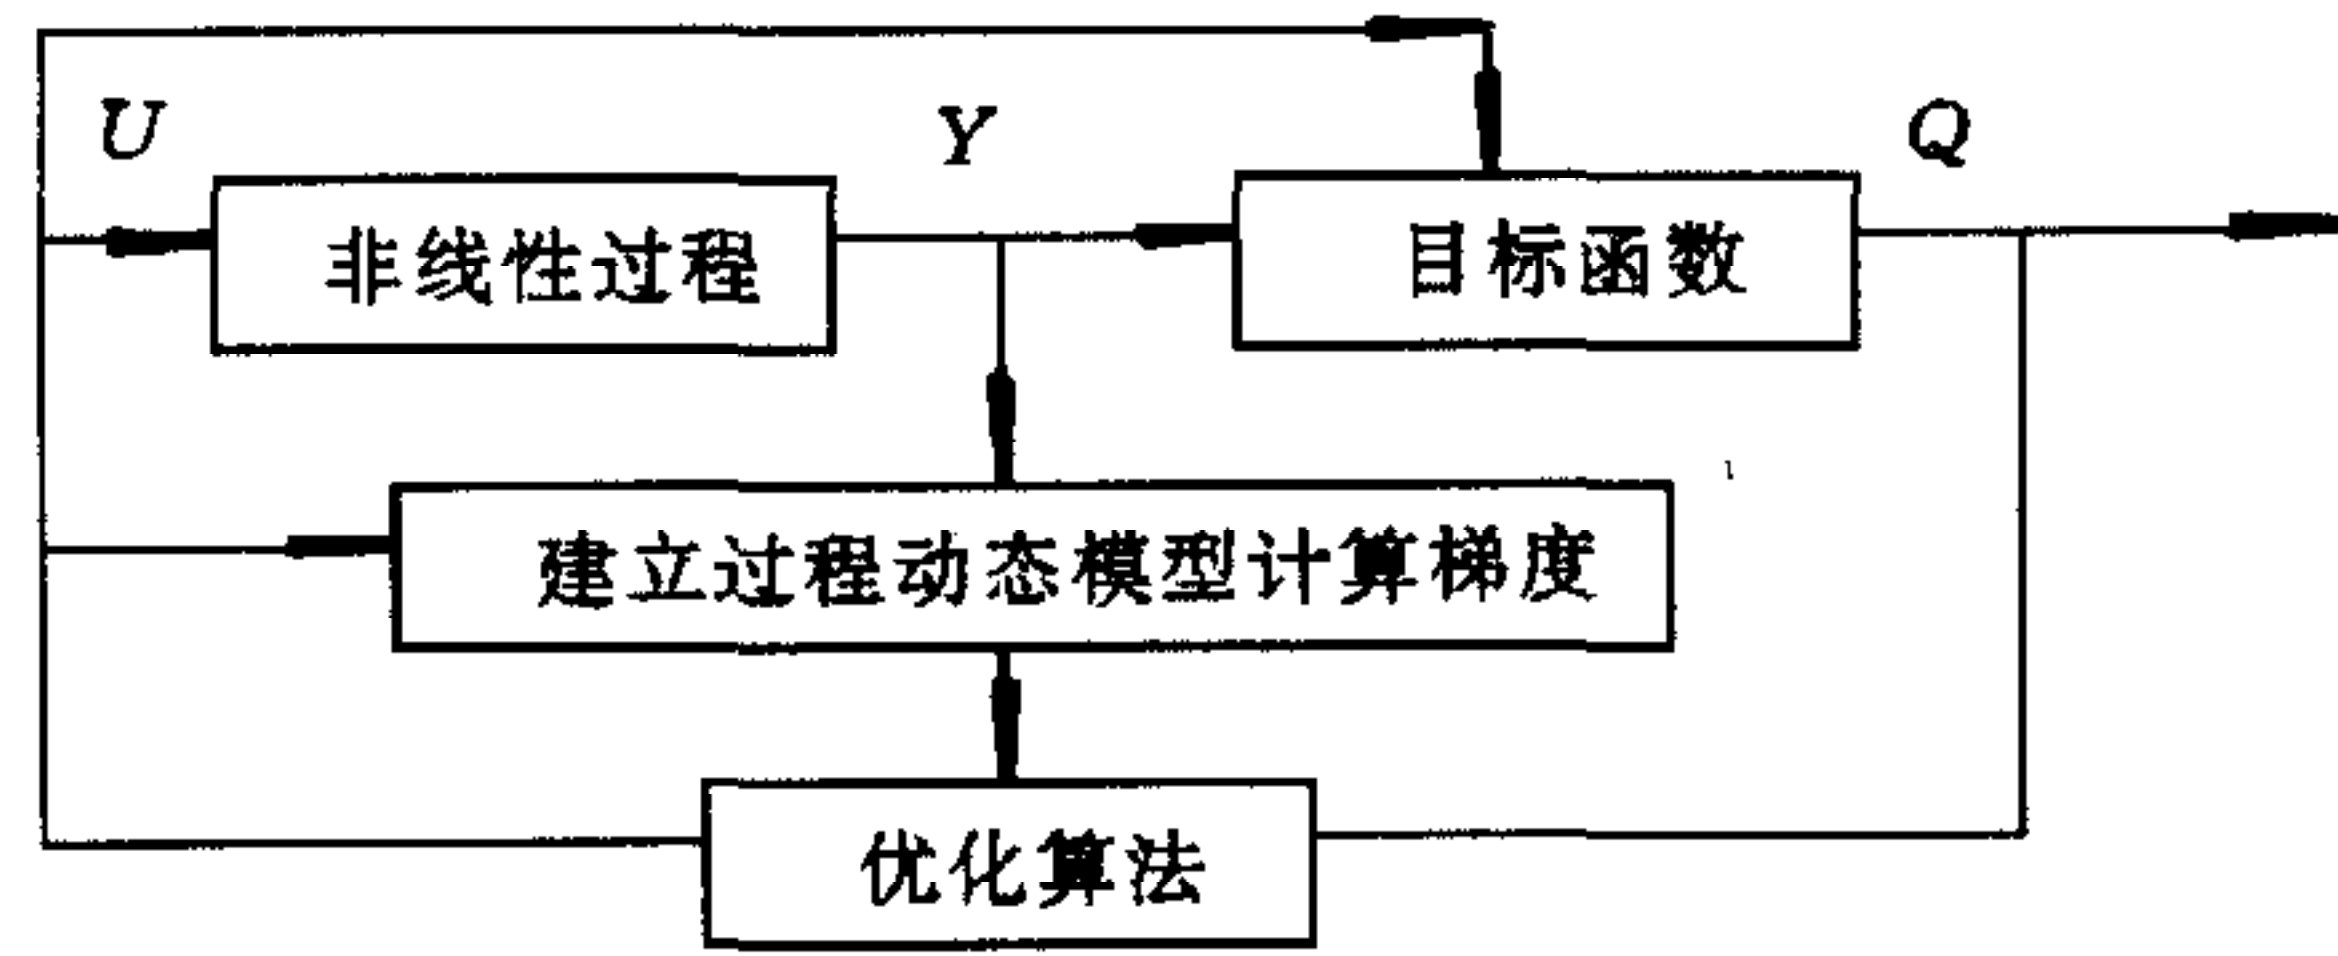 U
Y
Q
非线性过程
目标函数
建立过程动态模型计算梯度
优化算法